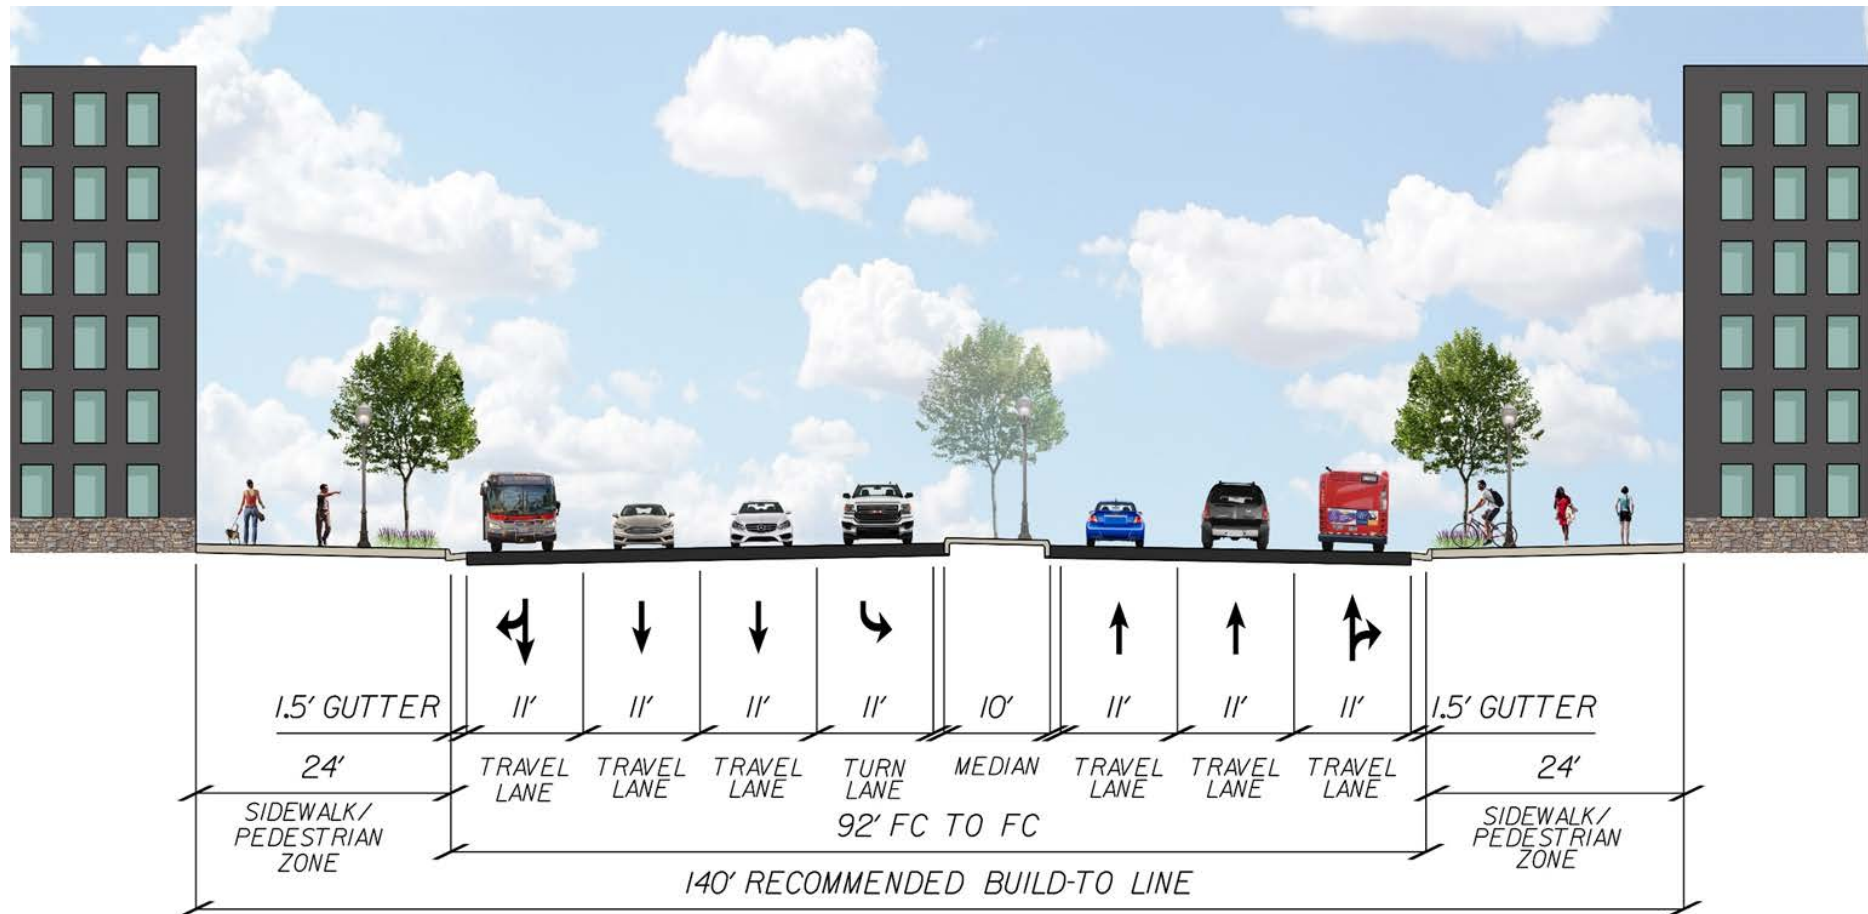 1.5' GUTTER
11'
11'
11'
11'
10'
11'
11'
11'
1.5' GUTTER
24'
TRAVEL
LANE
TRAVEL
LANE
TRAVEL
LANE
TURN
LANE
MEDIAN
TRAVEL
LANE
TRAVEL
LANE
TRAVEL
LANE
24'
SIDEWALK/
PEDESTRIAN
ZONE
92' FC TO FC
SIDEWALK/
PEDESTRIAN
ZONE
140' RECOMMENDED BUILD-TO LINE